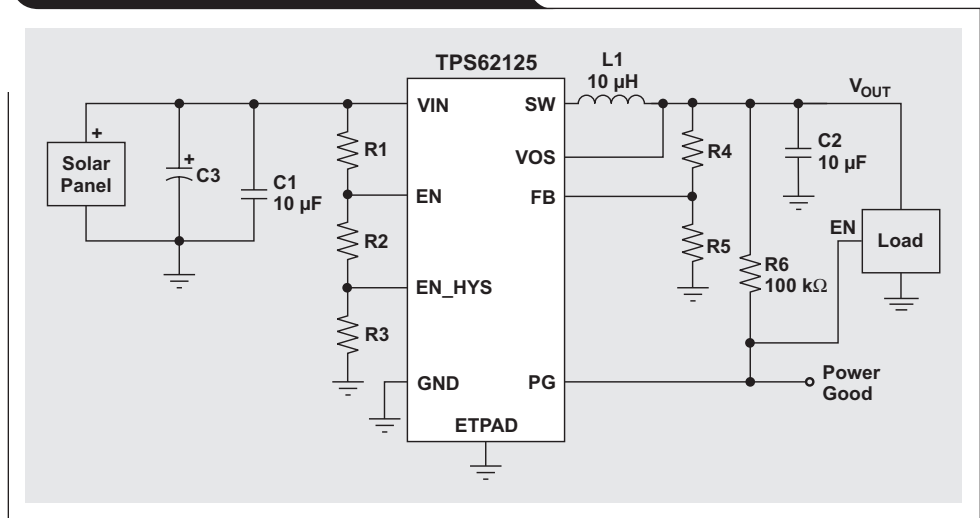 TPS62125
L1
10 µH
VOUT
VIN
SW
+
Solar
Panel
+
C3
C1
10 µF
R1
VOS
R4
C2
10 µF
EN
FB
R2
R5
EN
Load
R6
100 kΩ
EN_HYS
R3
GND
PG
Power
Good
ETPAD